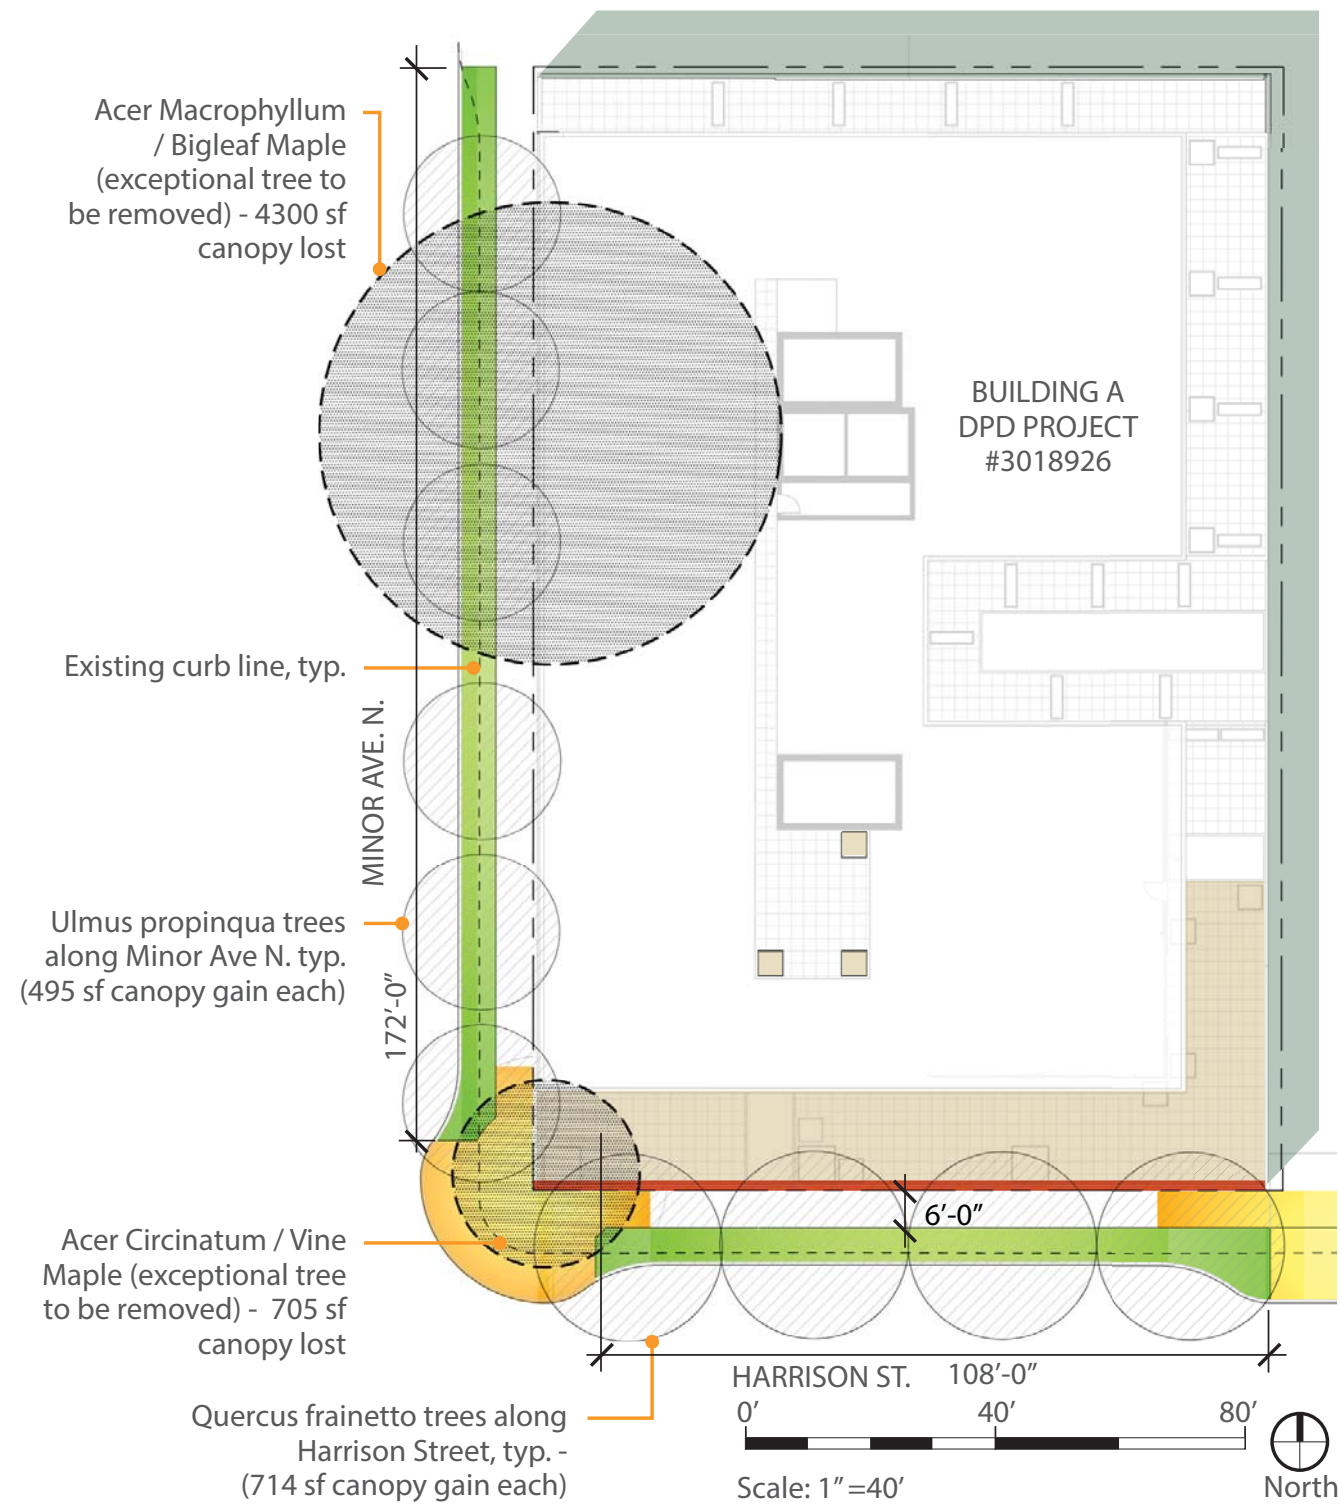 Acer Macrophyllum
/ Bigleaf Maple
(exceptional tree to
be removed) - 4300 sf
canopy lost
BUILDING A
DPD PROJECT
#3018926
Existing curb line, typ.
MINOR AVE. N.
Ulmus propinqua trees
along Minor Ave N. typ.
(495 sf canopy gain each)
172'-0"
6'-0"
Acer Circinatum / Vine
Maple (exceptional tree
to be removed) - 705 sf
canopy lost
HARRISON ST. 108'-0"
Quercus frainetto trees along
Harrison Street, typ. -
(714 sf canopy gain each)
0' 40' 80'
Scale: 1"=40'
North